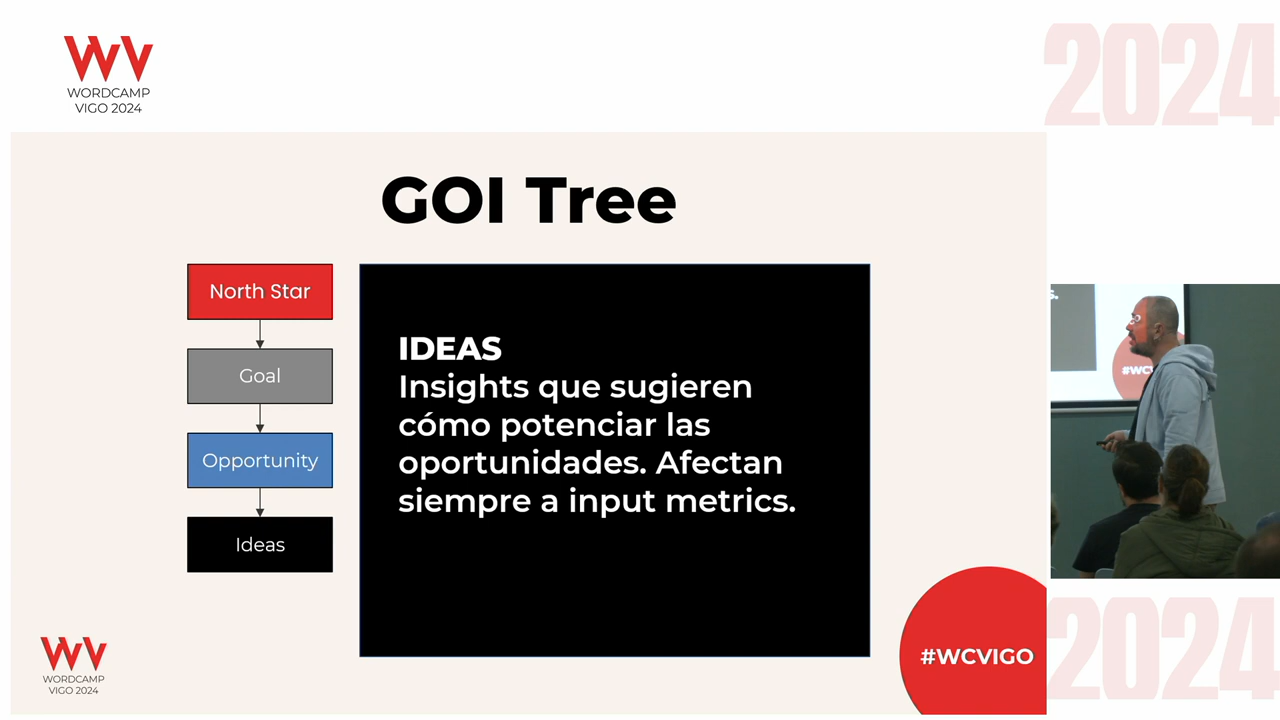 WORDCAMP
VIGO 2024
2024
GOI Tree
North Star
Goal
Opportunity
Ideas
IDEAS
Insights que sugieren
cómo potenciar las
oportunidades. Afectan
siempre a input metrics.
#WCVIGO
WORDCAMP
VIGO 2024
2024